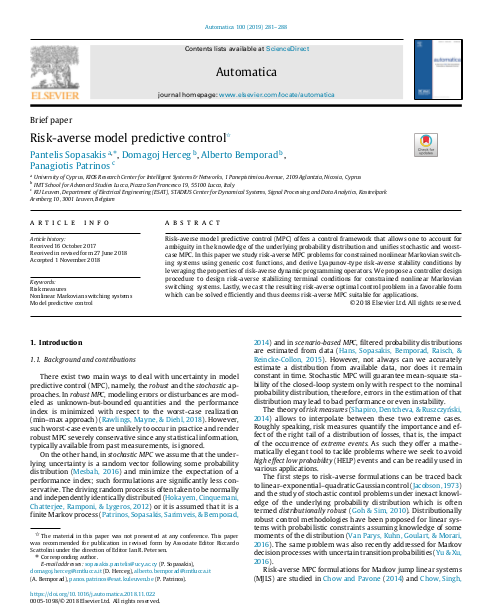 Automatica 100 (2019) 281–288
Contents lists available at ScienceDirect
Automatica
journal homepage: www.elsevier.com/locate/automatica
ELSEVIER
automatica
Brief paper
Risk-averse model predictive control☆
Check for updates
Pantelis Sopasakis a,*, Domagoj Herceg b, Alberto Bemporad b,
Panagiotis Patrinos c
a University of Cyprus, KIOS Research Center for Intelligent Systems & Networks, 1 Panepistimiou Avenue, 2109 Aglantzia, Nicosia, Cyprus
b IMT School for Advanced Studies Lucca, Piazza San Francesco 19, 55100 Lucca, Italy
c KU Leuven, Department of Electrical Engineering (ESAT), STADIUS Center for Dynamical Systems, Signal Processing and Data Analytics, Kasteelpark
Arenberg 10, 3001 Leuven, Belgium
ARTICLE INFO
Article history:
Received 16 October 2017
Received in revised form 27 June 2018
Accepted 1 November 2018
Keywords:
Risk measures
Nonlinear Markovian switching systems
Model predictive control
ABSTRACT
Risk-averse model predictive control (MPC) offers a control framework that allows one to account for
ambiguity in the knowledge of the underlying probability distribution and unifies stochastic and worst-
case MPC. In this paper we study risk-averse MPC problems for constrained nonlinear Markovian switch-
ing systems using generic cost functions, and derive Lyapunov-type risk-averse stability conditions by
leveraging the properties of risk-averse dynamic programming operators. We propose a controller design
procedure to design risk-averse stabilizing terminal conditions for constrained nonlinear Markovian
switching systems. Lastly, we cast the resulting risk-averse optimal control problem in a favorable form
which can be solved efficiently and thus deems risk-averse MPC suitable for applications.
© 2018 Elsevier Ltd. All rights reserved.
1. Introduction
1.1. Background and contributions
There exist two main ways to deal with uncertainty in model
predictive control (MPC), namely, the robust and the stochastic ap-
proaches. In robust MPC, modeling errors or disturbances are mod-
eled as unknown-but-bounded quantities and the performance
index is minimized with respect to the worst-case realization
(min–max approach) (Rawlings, Mayne, & Diehl, 2018). However,
such worst-case events are unlikely to occur in practice and render
robust MPC severely conservative since any statistical information,
typically available from past measurements, is ignored.
On the other hand, in stochastic MPC we assume that the under-
lying uncertainty is a random vector following some probability
distribution (Mesbah, 2016) and minimize the expectation of a
performance index; such formulations are significantly less con-
servative. The driving random process is often taken to be normally
and independently identically distributed (Hokayem, Cinquemani,
Chatterjee, Ramponi, & Lygeros, 2012) or it is assumed that it is a
finite Markov process (Patrinos, Sopasakis, Sarimveis, & Bemporad,
☆ The material in this paper was not presented at any conference. This paper
was recommended for publication in revised form by Associate Editor Riccardo
Scattolini under the direction of Editor Ian R. Petersen.
* Corresponding author.
E-mail addresses: sopasakis.pantelis@ucy.ac.cy (P. Sopasakis),
domagoj.herceg@imtlucca.it (D. Herceg), alberto.bemporad@imtlucca.it
(A. Bemporad), panos.patrinos@esat.kuleuven.be (P. Patrinos).
https://doi.org/10.1016/j.automatica.2018.11.022
0005-1098/© 2018 Elsevier Ltd. All rights reserved.
2014) and in scenario-based MPC, filtered probability distributions
are estimated from data (Hans, Sopasakis, Bemporad, Raisch, &
Reincke-Collon, 2015). However, not always can we accurately
estimate a distribution from available data, nor does it remain
constant in time. Stochastic MPC will guarantee mean-square sta-
bility of the closed-loop system only with respect to the nominal
probability distribution, therefore, errors in the estimation of that
distribution may lead to bad performance or even instability.
The theory of risk measures (Shapiro, Dentcheva, & Ruszczyński,
2014) allows to interpolate between these two extreme cases.
Roughly speaking, risk measures quantify the importance and ef-
fect of the right tail of a distribution of losses, that is, the impact
of the occurrence of extreme events. As such they offer a mathe-
matically elegant tool to tackle problems where we seek to avoid
high effect low probability (HELP) events and can be readily used in
various applications.
The first steps to risk-averse formulations can be traced back
to linear-exponential–quadratic Gaussian control (Jacobson, 1973)
and the study of stochastic control problems under inexact knowl-
edge of the underlying probability distribution which is often
termed distributionally robust (Goh & Sim, 2010). Distributionally
robust control methodologies have been proposed for linear sys-
tems with probabilistic constraints assuming knowledge of some
moments of the distribution (Van Parys, Kuhn, Goulart, & Morari,
2016). The same problem was also recently addressed for Markov
decision processes with uncertain transition probabilities (Yu & Xu,
2016).
Risk-averse MPC formulations for Markov jump linear systems
(MJLS) are studied in Chow and Pavone (2014) and Chow, Singh,